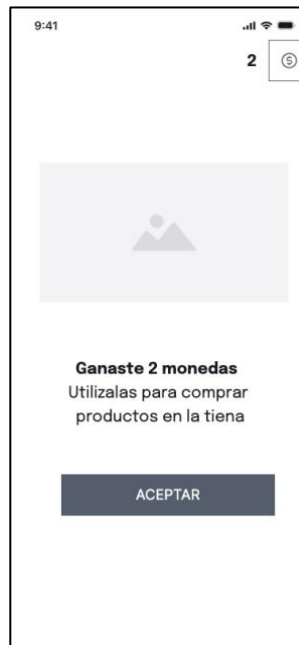 9:41
2
Ganaste 2 monedas
Utilizalas para comprar
productos en la tiena
ACEPTAR